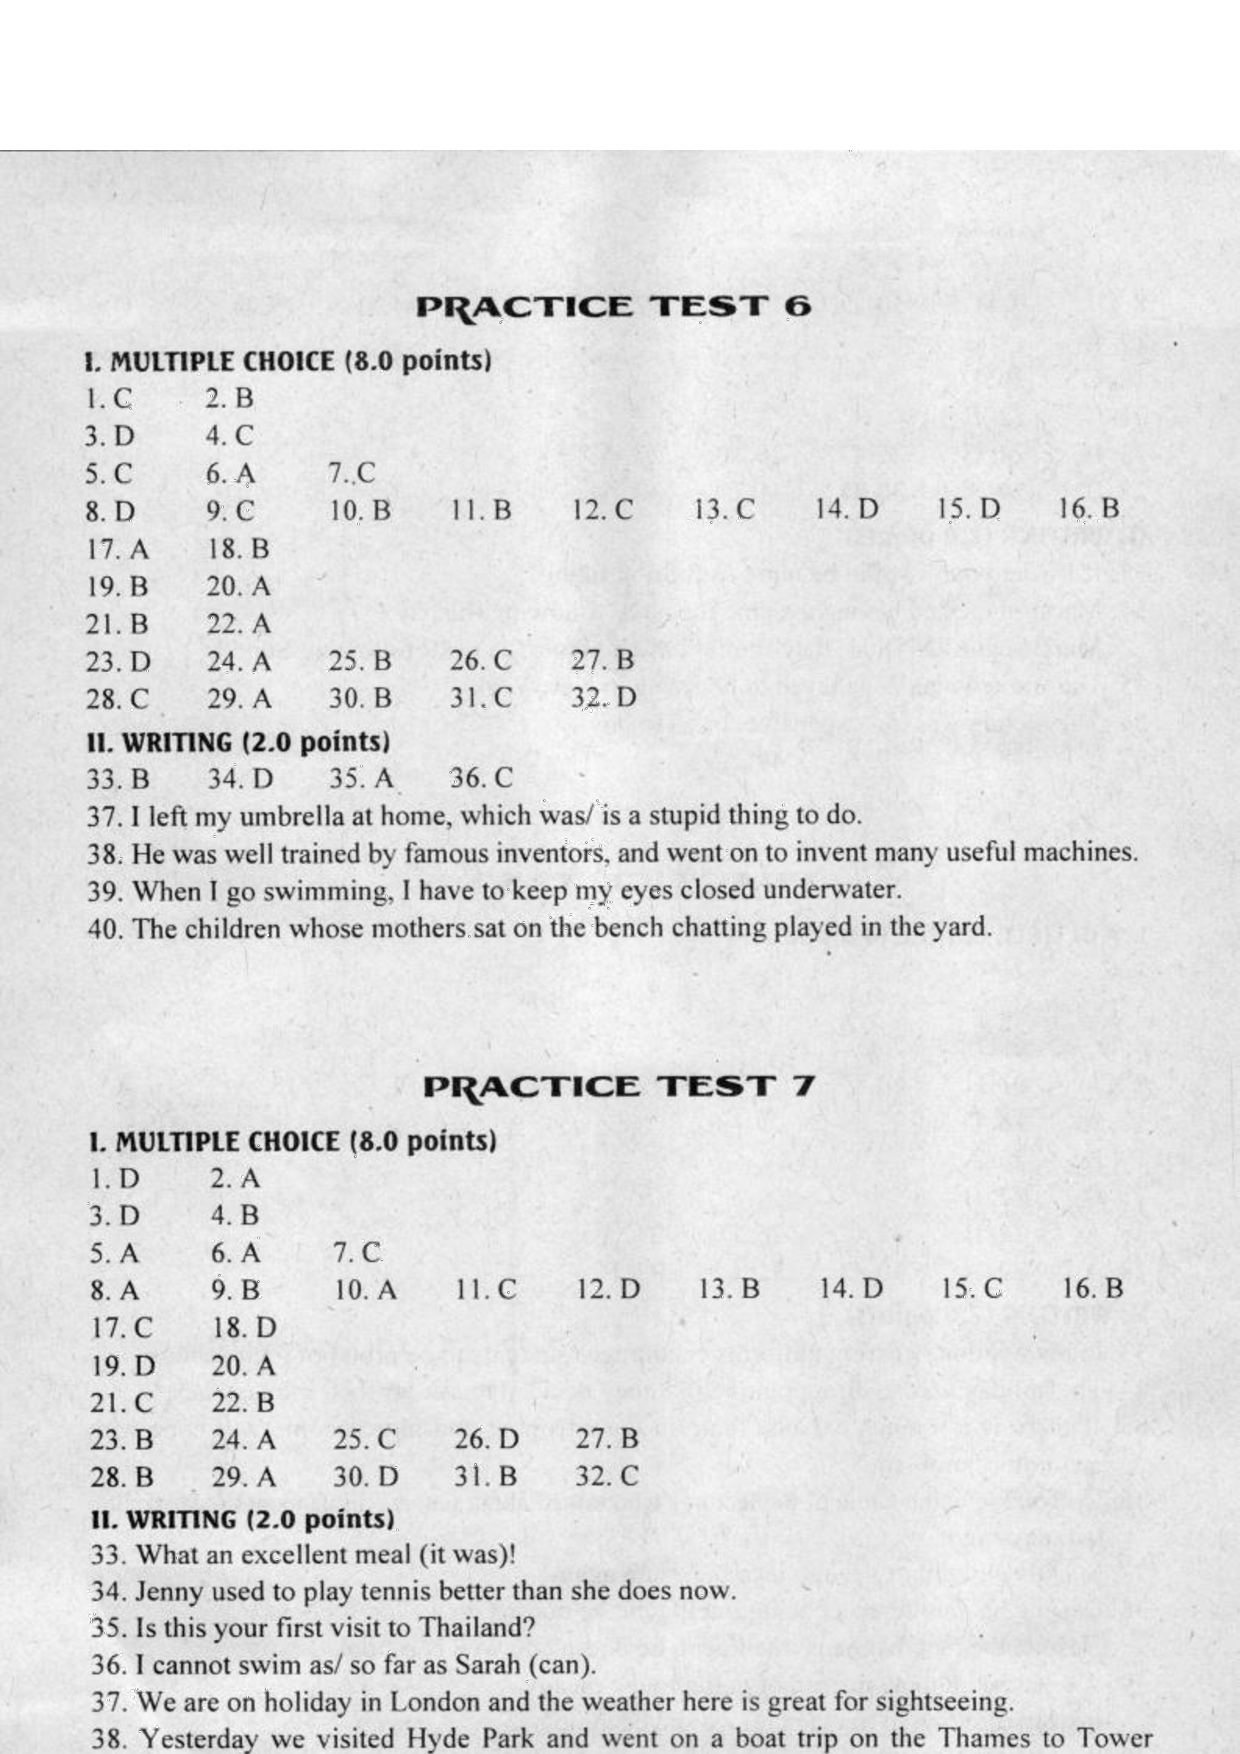 PRACTICE TEST 6
I. MULTIPLE CHOICE (8.0 points)
1. C 2. B
3. D 4. C
5. C 6. A 7. C
8. D 9. C 10. B 11. B 12. C 13. C 14. D 15. D 16. B
17. A 18. B
19. B 20. A
21. B 22. A
23. D 24. A 25. B 26. C 27. B
28. C 29. A 30. B 31. C 32. D
II. WRITING (2.0 points)
33. B 34. D 35. A 36. C
37. I left my umbrella at home, which was/ is a stupid thing to do.
38. He was well trained by famous inventors, and went on to invent many useful machines.
39. When I go swimming, I have to keep my eyes closed underwater.
40. The children whose mothers sat on the bench chatting played in the yard.
PRACTICE TEST 7
I. MULTIPLE CHOICE (8.0 points)
1. D 2. A
3. D 4. B
5. A 6. A 7. C
8. A 9. B 10. A 11. C 12. D 13. B 14. D 15. C 16. B
17. C 18. D
19. D 20. A
21. C 22. B
23. B 24. A 25. C 26. D 27. B
28. B 29. A 30. D 31. B 32. C
II. WRITING (2.0 points)
33. What an excellent meal (it was)!
34. Jenny used to play tennis better than she does now.
35. Is this your first visit to Thailand?
36. I cannot swim as/ so far as Sarah (can).
37. We are on holiday in London and the weather here is great for sightseeing.
38. Yesterday we visited Hyde Park and went on a boat trip on the Thames to Tower